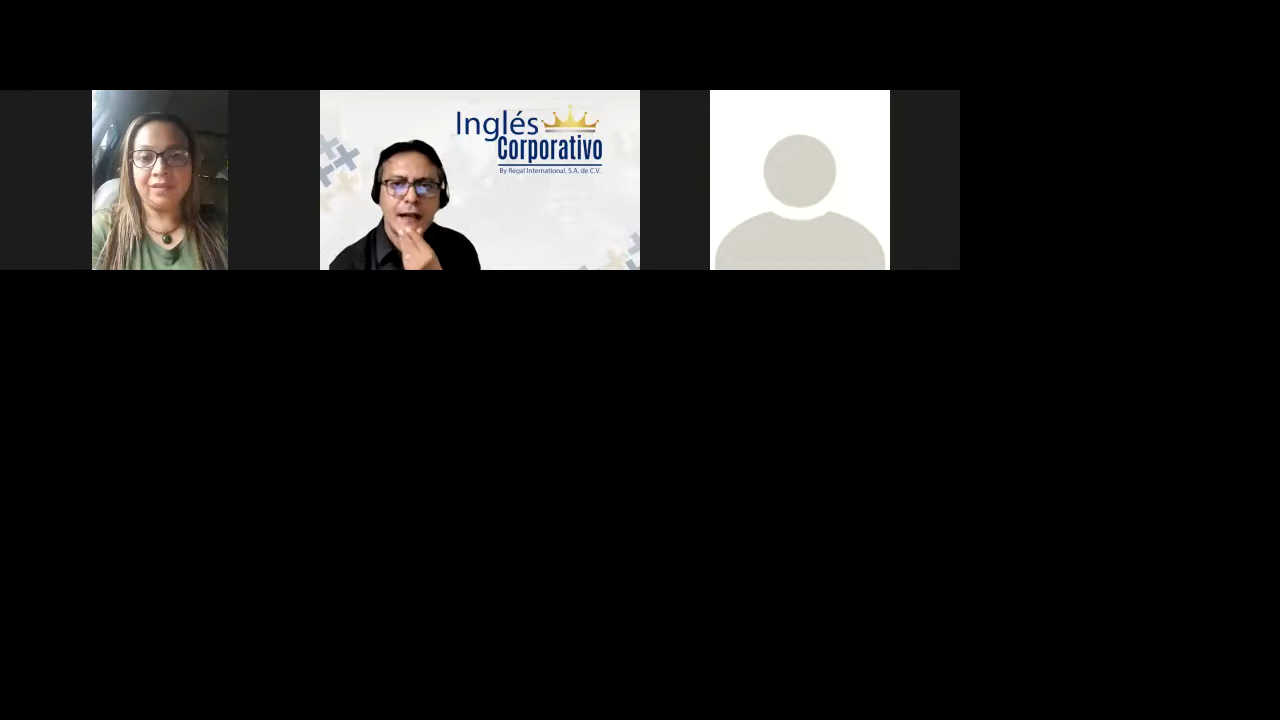 Inglés
Corporativo
By Regal International, S.A. de C.V.